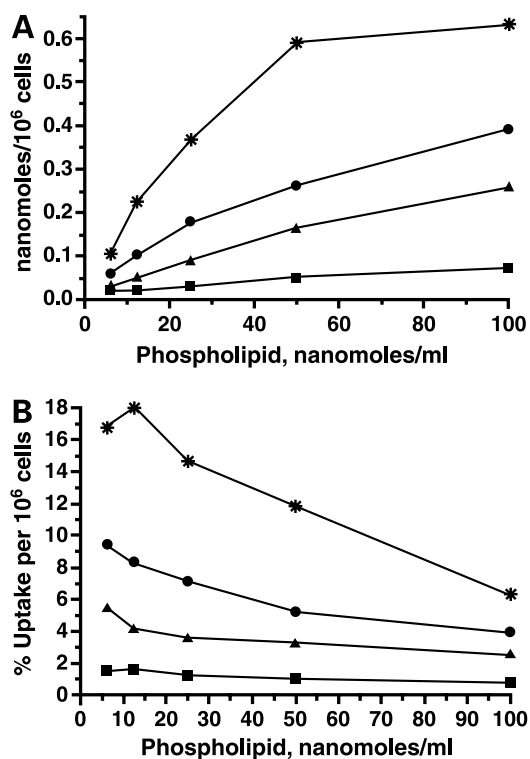 A
nanomoles/10⁶ cells
0.6
0.5
0.4
0.3
0.2
0.1
0.0
0 20 40 60 80 100
Phospholipid, nanomoles/ml
B
% Uptake per 10⁶ cells
18
16
14
12
10
8
6
4
2
0
0 10 20 30 40 50 60 70 80 90 100
Phospholipid, nanomoles/ml